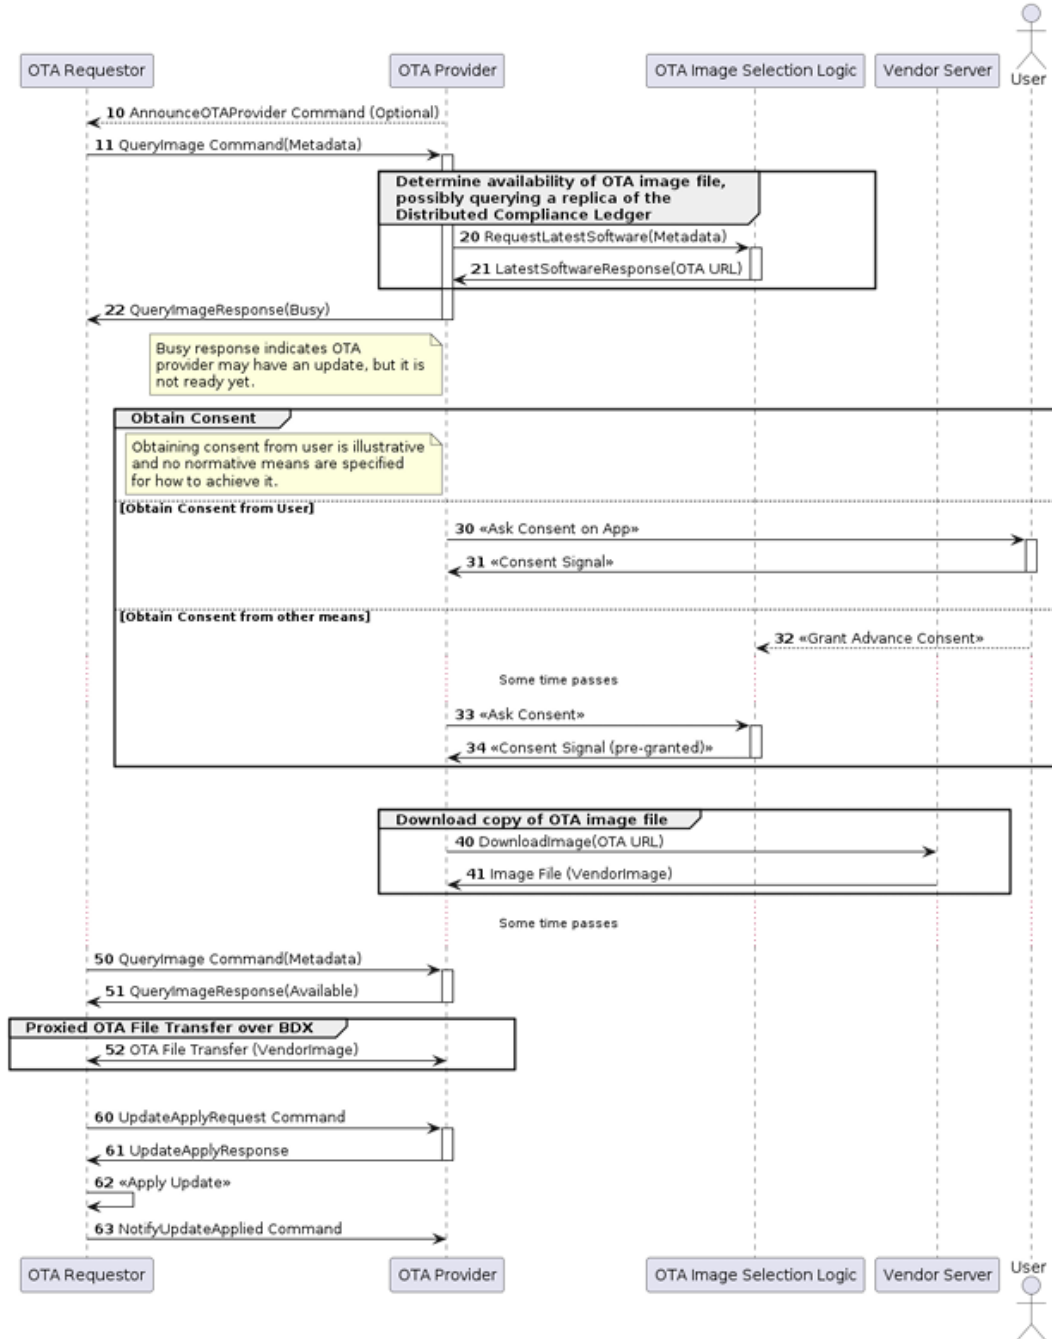 OTA Requestor
OTA Provider
OTA Image Selection Logic
Vendor Server
User
10 AnnounceOTAProvider Command (Optional)
11 QueryImage Command(Metadata)
Determine availability of OTA image file,
possibly querying a replica of the
Distributed Compliance Ledger
20 RequestLatestSoftware(Metadata)
21 LatestSoftwareResponse(OTA URL)
22 QueryImageResponse(Busy)
Busy response indicates OTA
provider may have an update, but it is
not ready yet.
Obtain Consent
Obtaining consent from user is illustrative
and no normative means are specified
for how to achieve it.
[Obtain Consent from User]
30 «Ask Consent on App»
31 «Consent Signal»
[Obtain Consent from other means]
32 «Grant Advance Consent»
Some time passes
33 «Ask Consent»
34 «Consent Signal (pre-granted)»
Download copy of OTA image file
40 DownloadImage(OTA URL)
41 Image File (VendorImage)
Some time passes
50 QueryImage Command(Metadata)
51 QueryImageResponse(Available)
Proxied OTA File Transfer over BDX
52 OTA File Transfer (VendorImage)
60 UpdateApplyRequest Command
61 UpdateApplyResponse
62 «Apply Update»
63 NotifyUpdateApplied Command
OTA Requestor
OTA Provider
OTA Image Selection Logic
Vendor Server
User